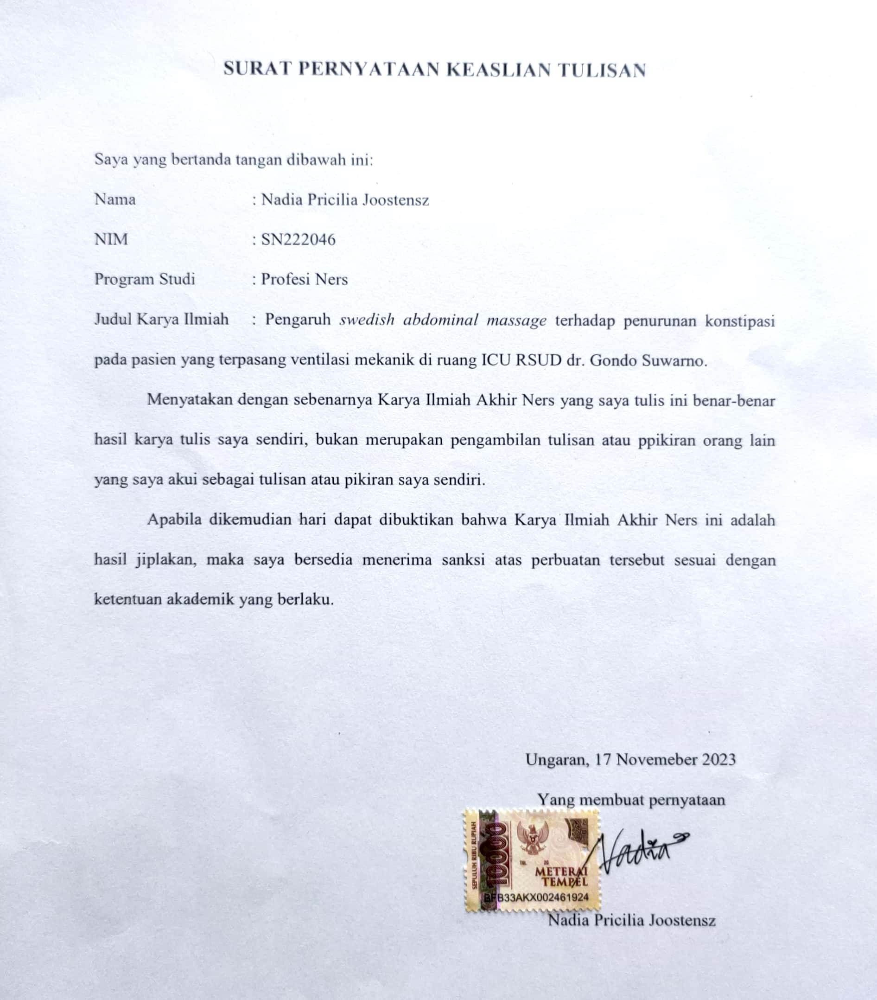 SURAT PERNYATAAN KEASLIAN TULISAN
Saya yang bertanda tangan dibawah ini:
Nama : Nadia Pricilia Joostensz
NIM : SN222046
Program Studi : Profesi Ners
Judul Karya Ilmiah : Pengaruh swedish abdominal massage terhadap penurunan konstipasi
pada pasien yang terpasang ventilasi mekanik di ruang ICU RSUD dr. Gondo Suwarno.
Menyatakan dengan sebenarnya Karya Ilmiah Akhir Ners yang saya tulis ini benar-benar
hasil karya tulis saya sendiri, bukan merupakan pengambilan tulisan atau ppikiran orang lain
yang saya akui sebagai tulisan atau pikiran saya sendiri.
Apabila dikemudian hari dapat dibuktikan bahwa Karya Ilmiah Akhir Ners ini adalah
hasil jiplakan, maka saya bersedia menerima sanksi atas perbuatan tersebut sesuai dengan
ketentuan akademik yang berlaku.
Ungaran, 17 Novemeber 2023
Yang membuat pernyataan
SEPULUH RIBU RUPIAH
10000
TGL. 20
METERAI
TEMPEL
BFB33AKX002461924
Nadia
Nadia Pricilia Joostensz